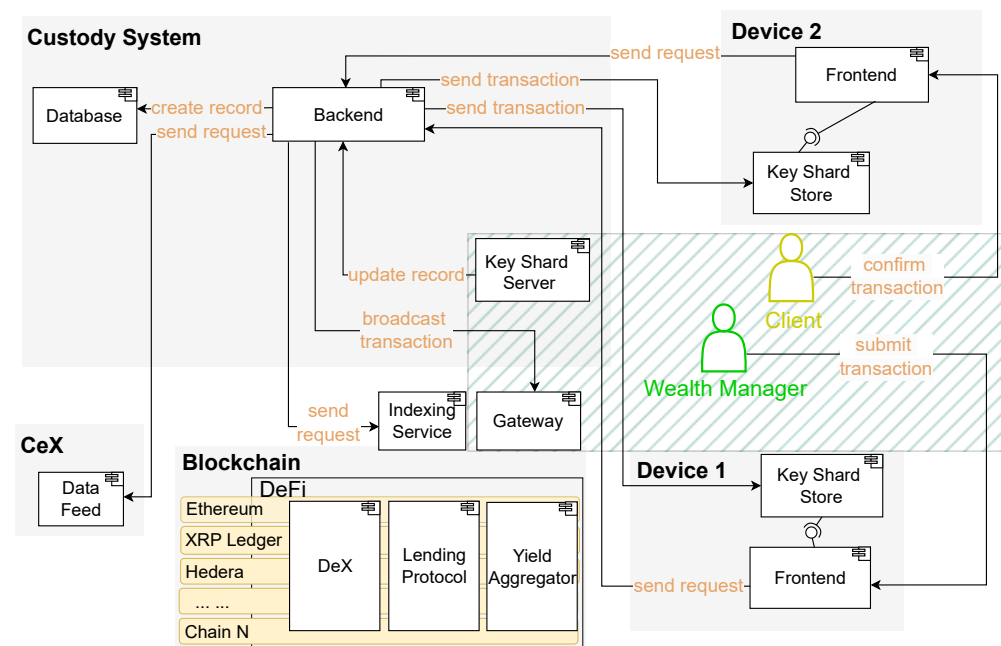 Custody System
Device 2
send request
Frontend
send transaction
Database
create record
Backend
send transaction
send request
Key Shard
Store
Key Shard
Server
update record
confirm
transaction
Client
broadcast
transaction
submit
transaction
Wealth Manager
send
request
Indexing
Service
Gateway
CeX
Data
Feed
Blockchain
DeFi
Ethereum
XRP Ledger
Hedera
... ...
Chain N
DeX
Lending
Protocol
Yield
Aggregator
Device 1
Key Shard
Store
send request
Frontend